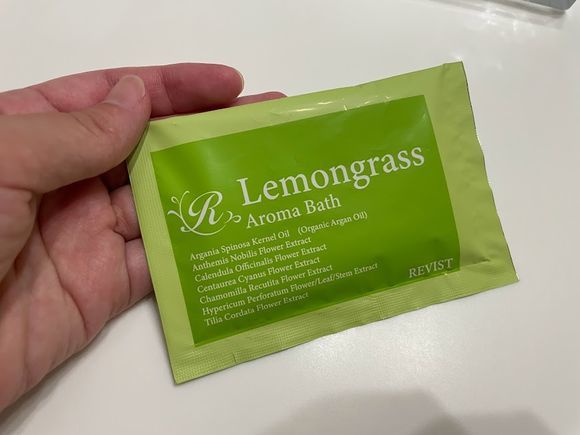 R
Lemongrass
Aroma Bath
Argania Spinosa Kernel Oil (Organic Argan Oil)
Anthemis Nobilis Flower Extract
Calendula Officinalis Flower Extract
Centaurea Cyanus Flower Extract
Chamomilla Recutita Flower Extract
Hypericum Perforatum Flower/Leaf/Stem Extract
Tilia Cordata Flower Extract
REVIST